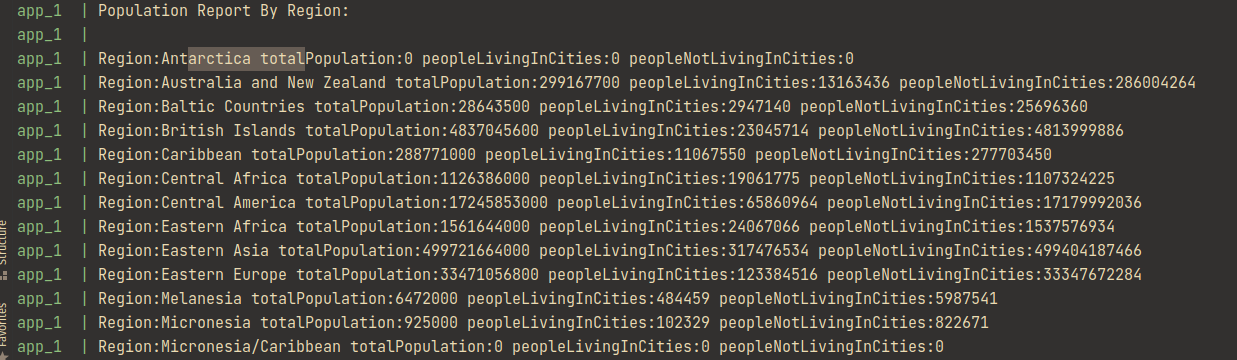 app_1 | Population Report By Region:
app_1 |
app_1 | Region:Antarctica totalPopulation:0 peopleLivingInCities:0 peopleNotLivingInCities:0
app_1 | Region:Australia and New Zealand totalPopulation:299167700 peopleLivingInCities:13163436 peopleNotLivingInCities:286004264
app_1 | Region:Baltic Countries totalPopulation:28643500 peopleLivingInCities:2947140 peopleNotLivingInCities:25696360
app_1 | Region:British Islands totalPopulation:4837045600 peopleLivingInCities:23045714 peopleNotLivingInCities:4813999886
app_1 | Region:Caribbean totalPopulation:288771000 peopleLivingInCities:11067550 peopleNotLivingInCities:277703450
app_1 | Region:Central Africa totalPopulation:1126386000 peopleLivingInCities:19061775 peopleNotLivingInCities:1107324225
app_1 | Region:Central America totalPopulation:17245853000 peopleLivingInCities:65860964 peopleNotLivingInCities:17179992036
app_1 | Region:Eastern Africa totalPopulation:1561644000 peopleLivingInCities:24067066 peopleNotLivingInCities:1537576934
app_1 | Region:Eastern Asia totalPopulation:499721664000 peopleLivingInCities:317476534 peopleNotLivingInCities:499404187466
app_1 | Region:Eastern Europe totalPopulation:33471056800 peopleLivingInCities:123384516 peopleNotLivingInCities:33347672284
app_1 | Region:Melanesia totalPopulation:6472000 peopleLivingInCities:484459 peopleNotLivingInCities:5987541
app_1 | Region:Micronesia totalPopulation:925000 peopleLivingInCities:102329 peopleNotLivingInCities:822671
app_1 | Region:Micronesia/Caribbean totalPopulation:0 peopleLivingInCities:0 peopleNotLivingInCities:0
Structure
Favorites